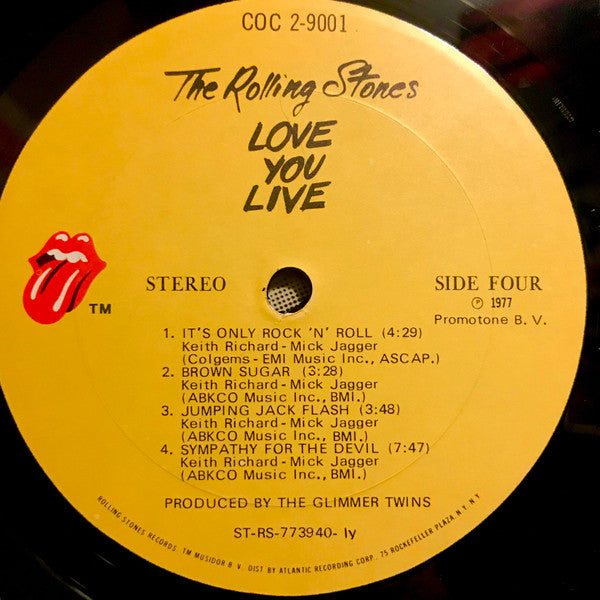 COC 2-9001
The Rolling Stones
LOVE
YOU
LIVE
TM
STEREO
SIDE FOUR
℗ 1977
Promotone B. V.
1. IT'S ONLY ROCK 'N' ROLL (4:29)
Keith Richard - Mick Jagger
(Colgems - EMI Music Inc., ASCAP.)
2. BROWN SUGAR (3:28)
Keith Richard - Mick Jagger
(ABKCO Music Inc., BMI.)
3. JUMPING JACK FLASH (3:48)
Keith Richard - Mick Jagger
(ABKCO Music Inc., BMI.)
4. SYMPATHY FOR THE DEVIL (7:47)
Keith Richard - Mick Jagger
(ABKCO Music Inc., BMI.)
PRODUCED BY THE GLIMMER TWINS
ST-RS-773940- ly
ROLLING STONES RECORDS. TM MUSIDOR B. V. DIST BY ATLANTIC RECORDING CORP. 75 ROCKEFELLER PLAZA, N.Y. N.Y.